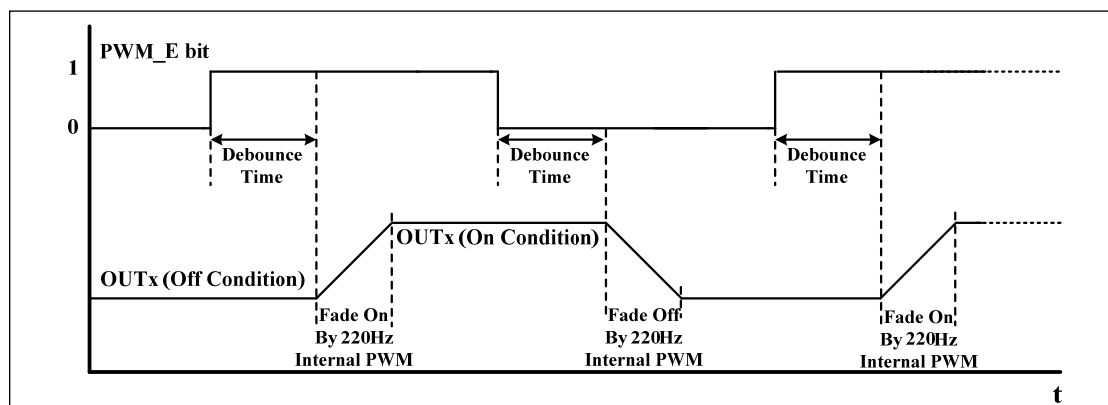 PWM_E bit
1
0
Debounce
Time
Debounce
Time
Debounce
Time
OUTx (On Condition)
OUTx (Off Condition)
Fade On
By 220Hz
Internal PWM
Fade Off
By 220Hz
Internal PWM
Fade On
By 220Hz
Internal PWM
t